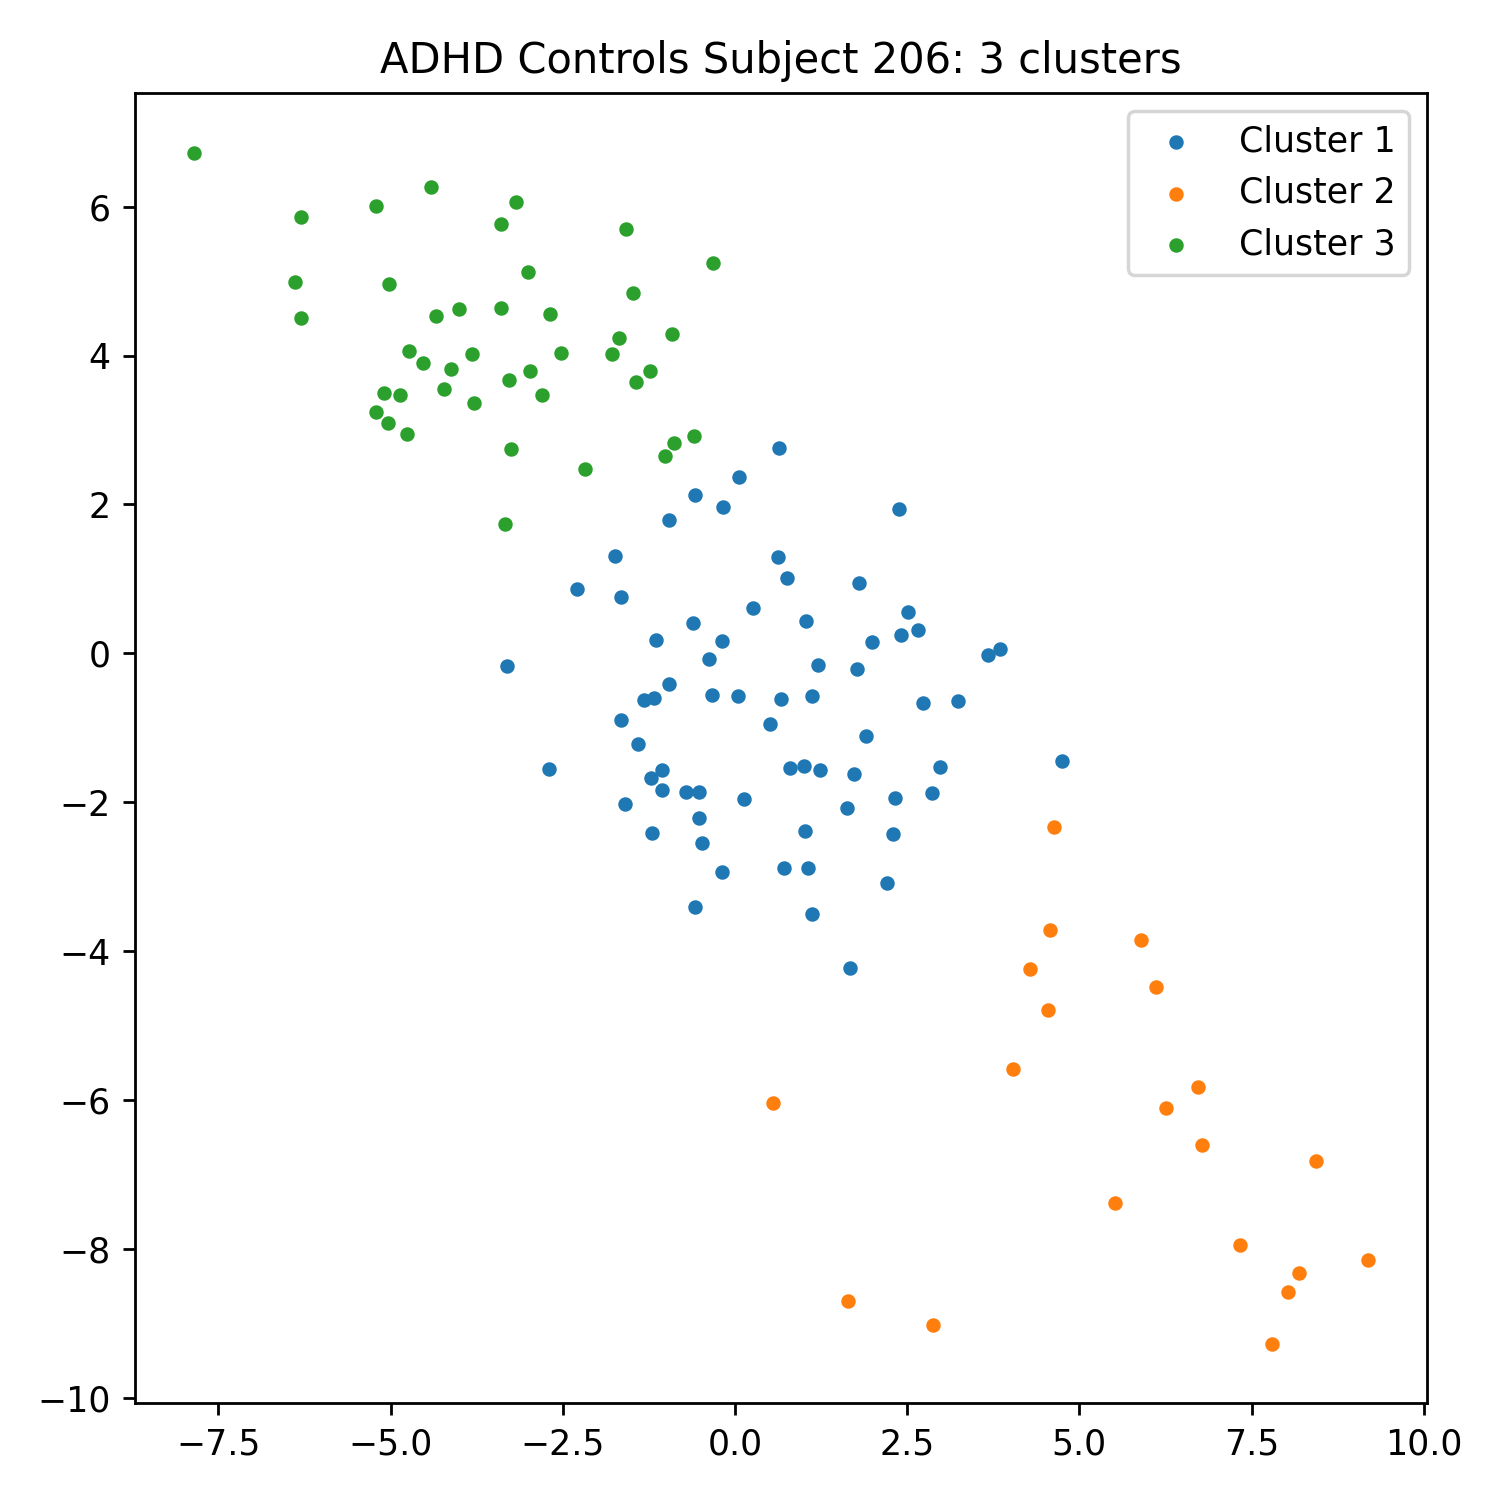 ADHD Controls Subject 206: 3 clusters
Cluster 1
Cluster 2
Cluster 3
6
4
2
0
−2
−4
−6
−8
−10
−7.5 −5.0 −2.5 0.0 2.5 5.0 7.5 10.0